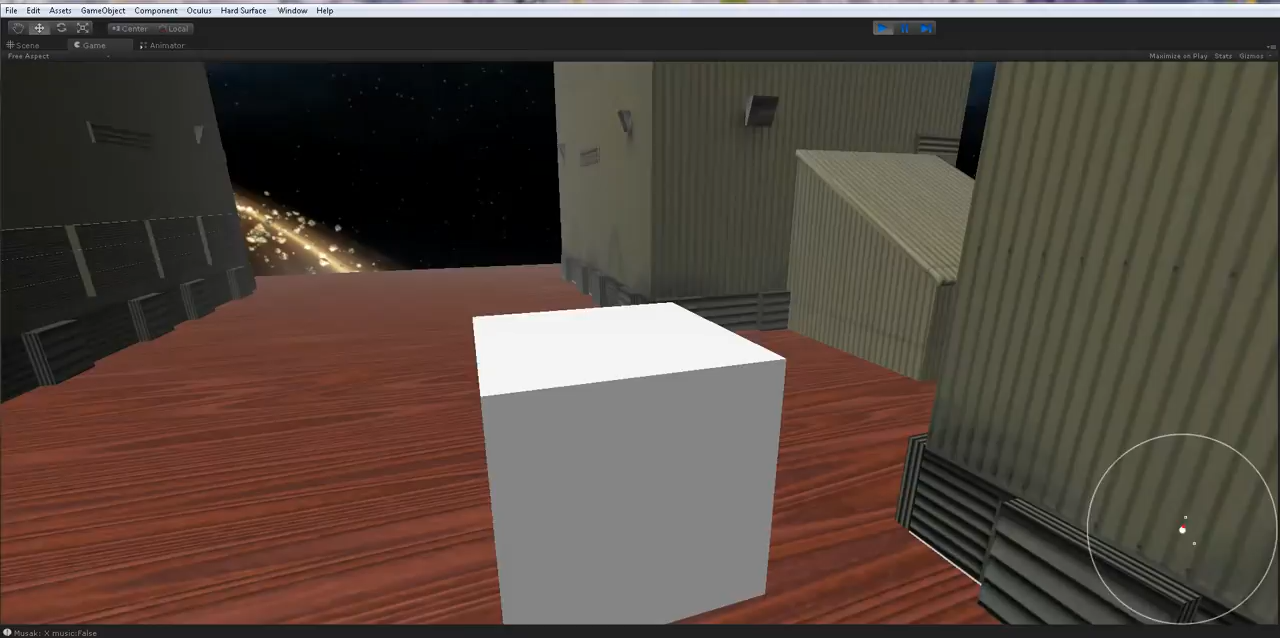 File Edit Assets GameObject Component Oculus Hard Surface Window Help
Center Local
Scene Game Animator
Free Aspect Maximize on Play Stats Gizmos
Musak: X music:False